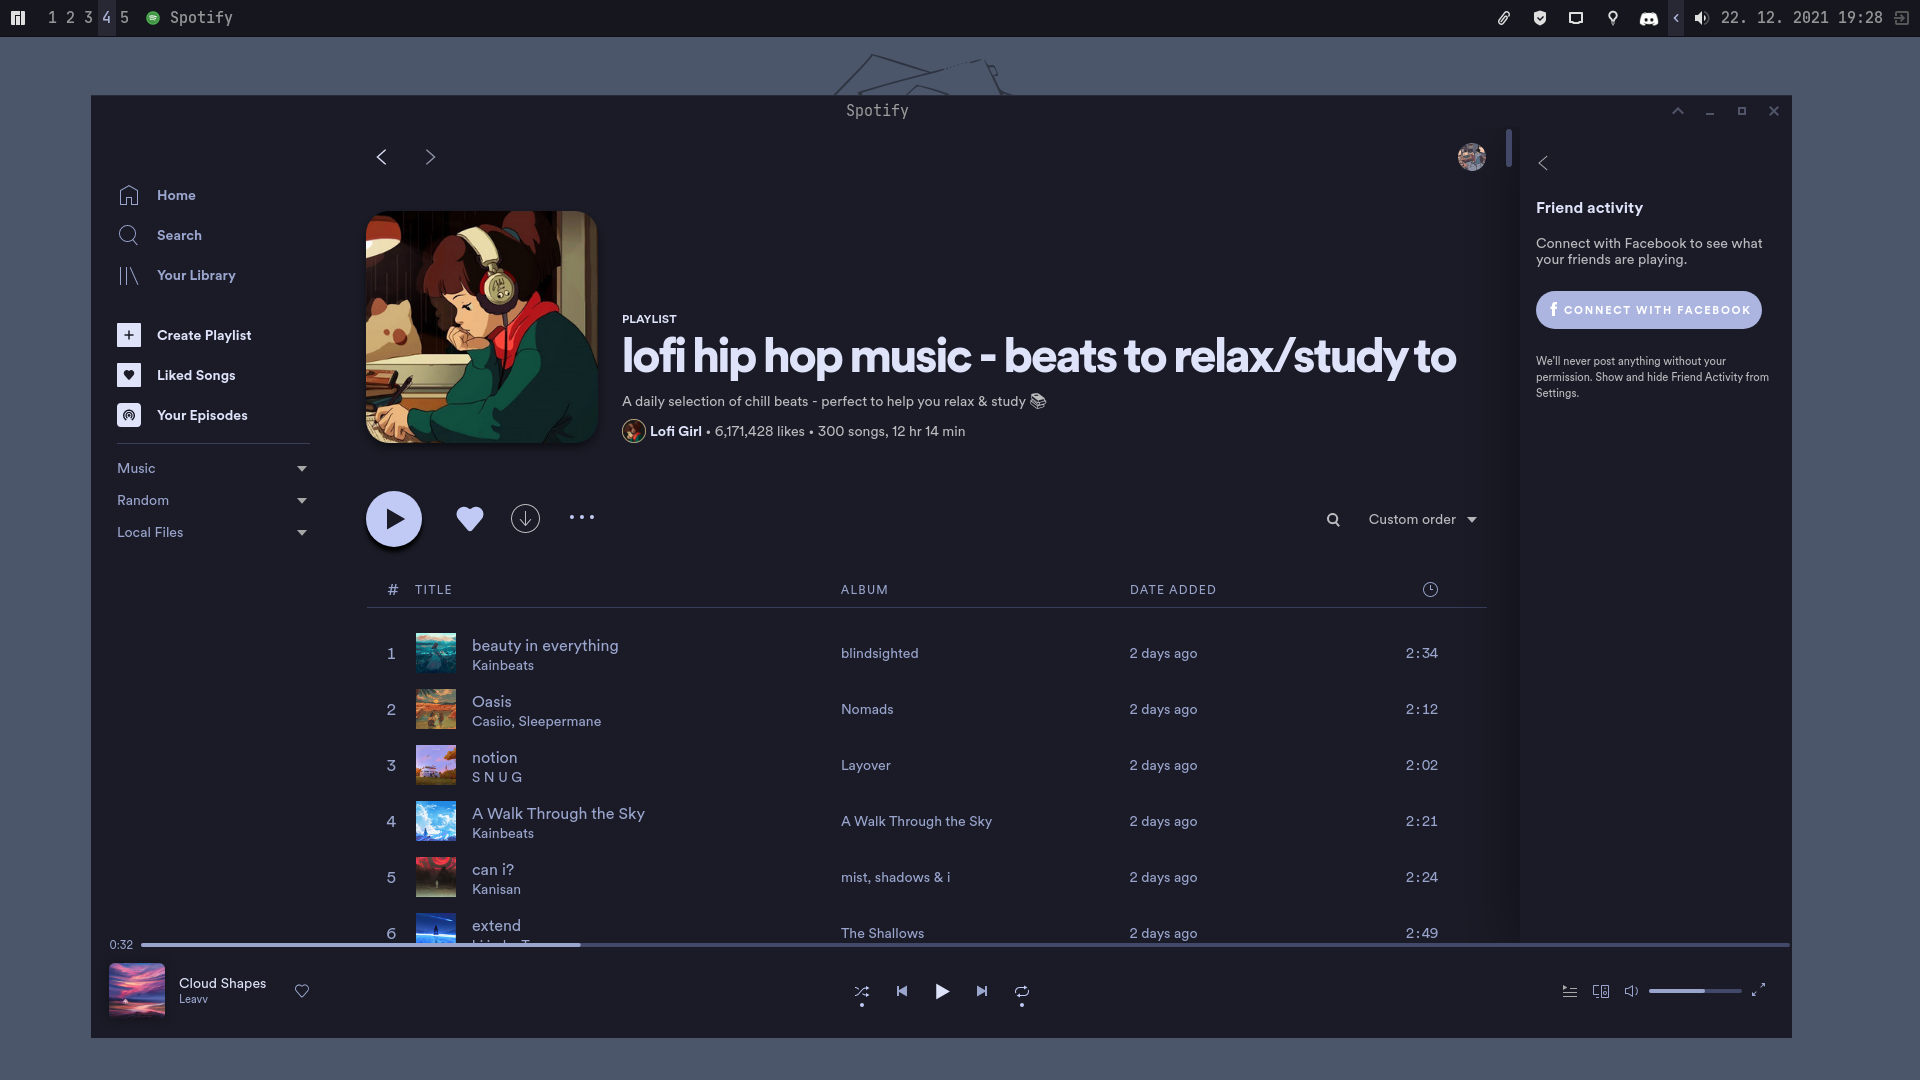 1 2 3 4 5 Spotify
22. 12. 2021 19:28
Spotify
Home
Search
Your Library
Create Playlist
Liked Songs
Your Episodes
Music
Random
Local Files
PLAYLIST
lofi hip hop music - beats to relax/study to
A daily selection of chill beats - perfect to help you relax & study 📚
Lofi Girl • 6,171,428 likes • 300 songs, 12 hr 14 min
Custom order
# TITLE ALBUM DATE ADDED
1 beauty in everything blindsighted 2 days ago 2:34
Kainbeats
2 Oasis Nomads 2 days ago 2:12
Casiio, Sleepermane
3 notion Layover 2 days ago 2:02
S N U G
4 A Walk Through the Sky A Walk Through the Sky 2 days ago 2:21
Kainbeats
5 can i? mist, shadows & i 2 days ago 2:24
Kanisan
6 extend The Shallows 2 days ago 2:49
Friend activity
Connect with Facebook to see what
your friends are playing.
f CONNECT WITH FACEBOOK
We'll never post anything without your
permission. Show and hide Friend Activity from
Settings.
0:32
Cloud Shapes
Leavv